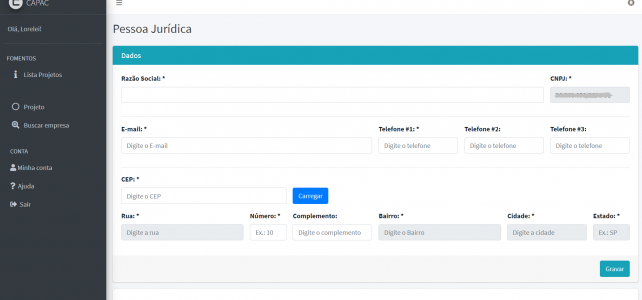 CAPAC
Olá, Lorelei!
FOMENTOS
Lista Projetos
Projeto
Buscar empresa
CONTA
Minha conta
Ajuda
Sair
Pessoa Jurídica
Dados
Razão Social: * CNPJ: *
E-mail: * Telefone #1: * Telefone #2: Telefone #3:
Digite o E-mail Digite o telefone Digite o telefone Digite o telefone
CEP: *
Digite o CEP Carregar
Rua: * Número: * Complemento: Bairro: * Cidade: * Estado: *
Digite a rua Ex.: 10 Digite o complemento Digite o Bairro Digite a cidade Ex.: SP
Gravar